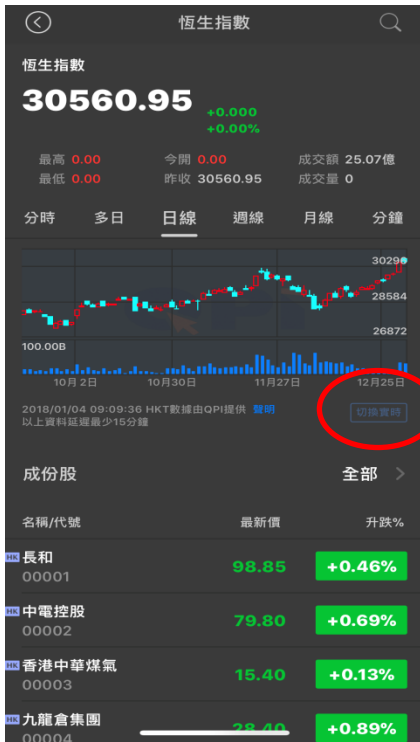 恆生指數
恆生指數
30560.95
+0.000
+0.00%
最高 0.00 今開 0.00 成交額 25.07億
最低 0.00 昨收 30560.95 成交量 0
分時 多日 日線 週線 月線 分鐘
30296
28584
26872
100.00B
10月2日 10月30日 11月27日 12月25日
2018/01/04 09:09:36 HKT數據由QPI提供 聲明
以上資料延遲最少15分鐘
切換實時
成份股 全部
名稱/代號 最新價 升跌%
HK 長和 98.85 +0.46%
00001
HK 中電控股 79.80 +0.69%
00002
HK 香港中華煤氣 15.40 +0.13%
00003
HK 九龍倉集團 28.40 +0.89%
00004